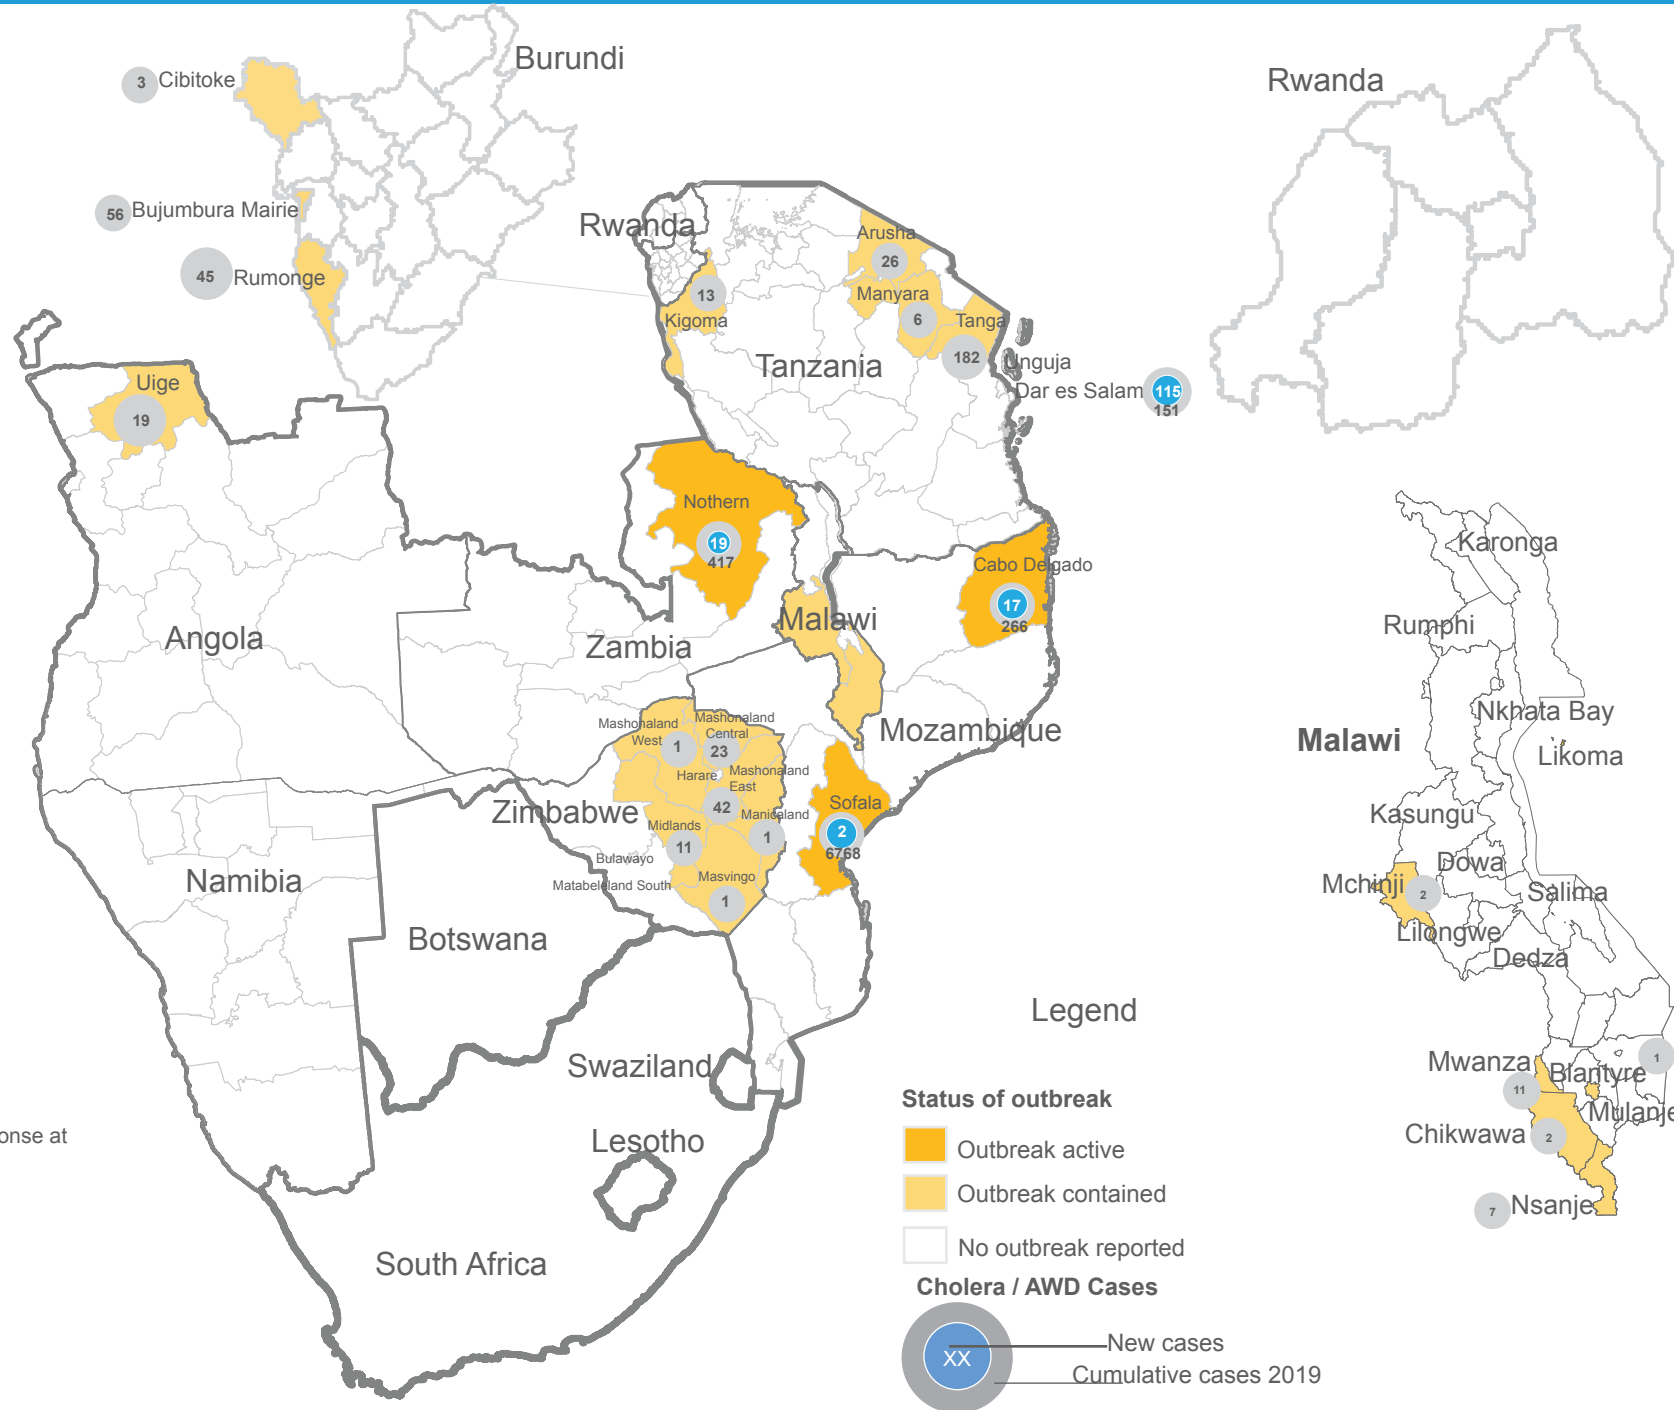 Burundi
3 Cibitoke
Rwanda
56 Bujumbura Mairie
45 Rumonge
Rwanda
Arusha
26
13
Kigoma
Manyara
6
Tanga
182
Tanzania
Unguja
Dar es Salam
115
151
Uige
19
Nothern
19
417
Cabo Delgado
17
266
Karonga
Rumphi
Angola
Zambia
Malawi
Mozambique
Nkhata Bay
Malawi
Likoma
Mashonaland
West
1
Mashonaland
Central
23
Harare
Mashonaland
East
42
Zimbabwe
Midlands
11
Manicaland
1
Bulawayo
Matabeleland South
Masvingo
1
Sofala
2
6768
Kasungu
Dowa
Mchinji
2
Salima
Lilongwe
Dedza
Namibia
Botswana
Legend
Swaziland
Lesotho
South Africa
onse at
Mwanza
11
Blantyre
1
Mulanje
Chikwawa
2
7 Nsanje
Status of outbreak
Outbreak active
Outbreak contained
No outbreak reported
Cholera / AWD Cases
XX
New cases
Cumulative cases 2019